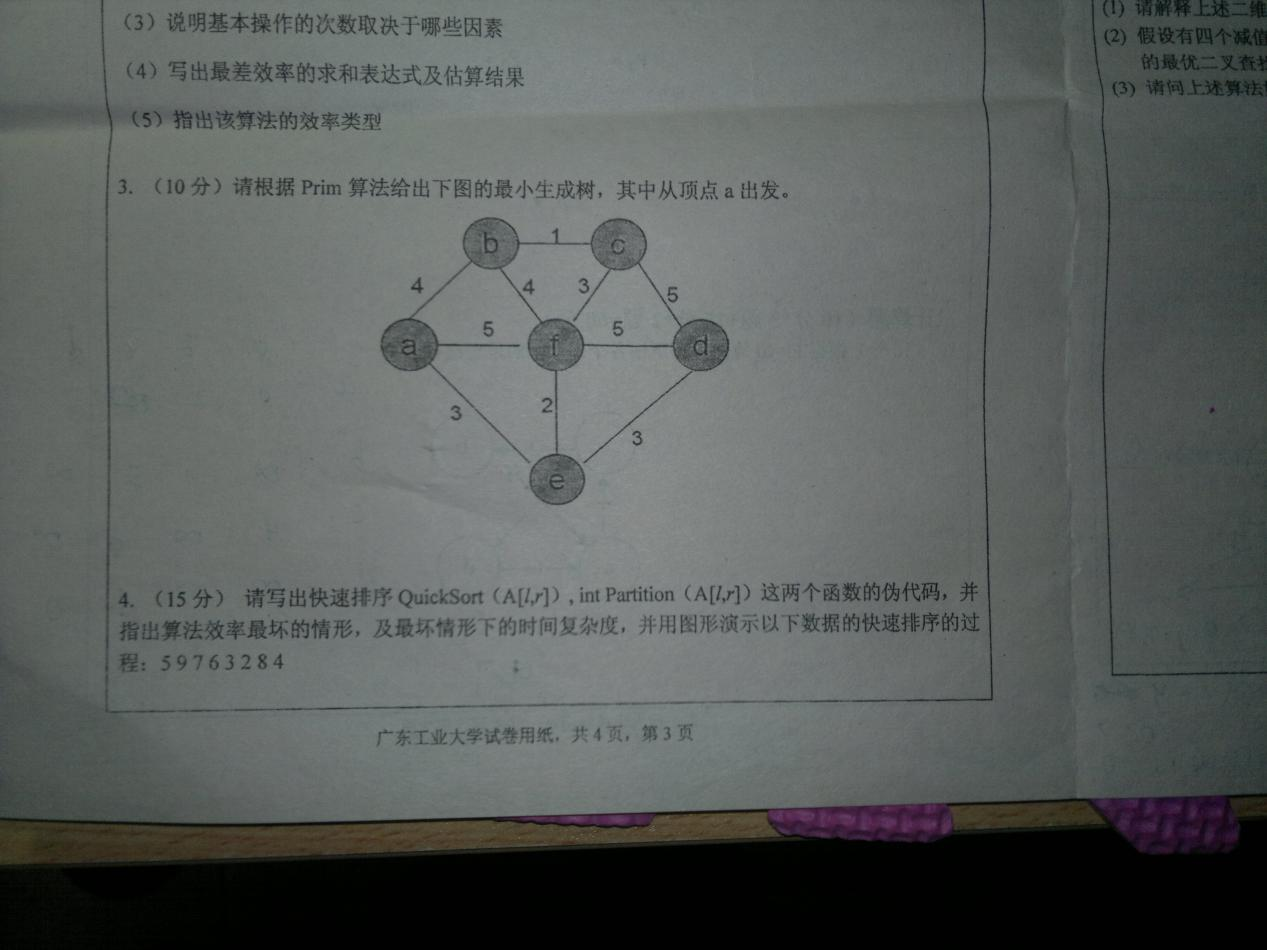 （3）说明基本操作的次数取决于哪些因素
（4）写出最差效率的求和表达式及估算结果
（5）指出该算法的效率类型
3. （10 分）请根据 Prim 算法给出下图的最小生成树，其中从顶点 a 出发。
b
1
c
4
4
3
5
a
5
f
5
d
3
2
3
e
4. （15 分） 请写出快速排序 QuickSort（A[l,r]）, int Partition（A[l,r]）这两个函数的伪代码，并
指出算法效率最坏的情形，及最坏情形下的时间复杂度，并用图形演示以下数据的快速排序的过
程：5 9 7 6 3 2 8 4
广东工业大学试卷用纸，共 4 页，第 3 页
(1) 请解释上述二维
(2) 假设有四个减值
的最优二叉查找
(3) 请问上述算法